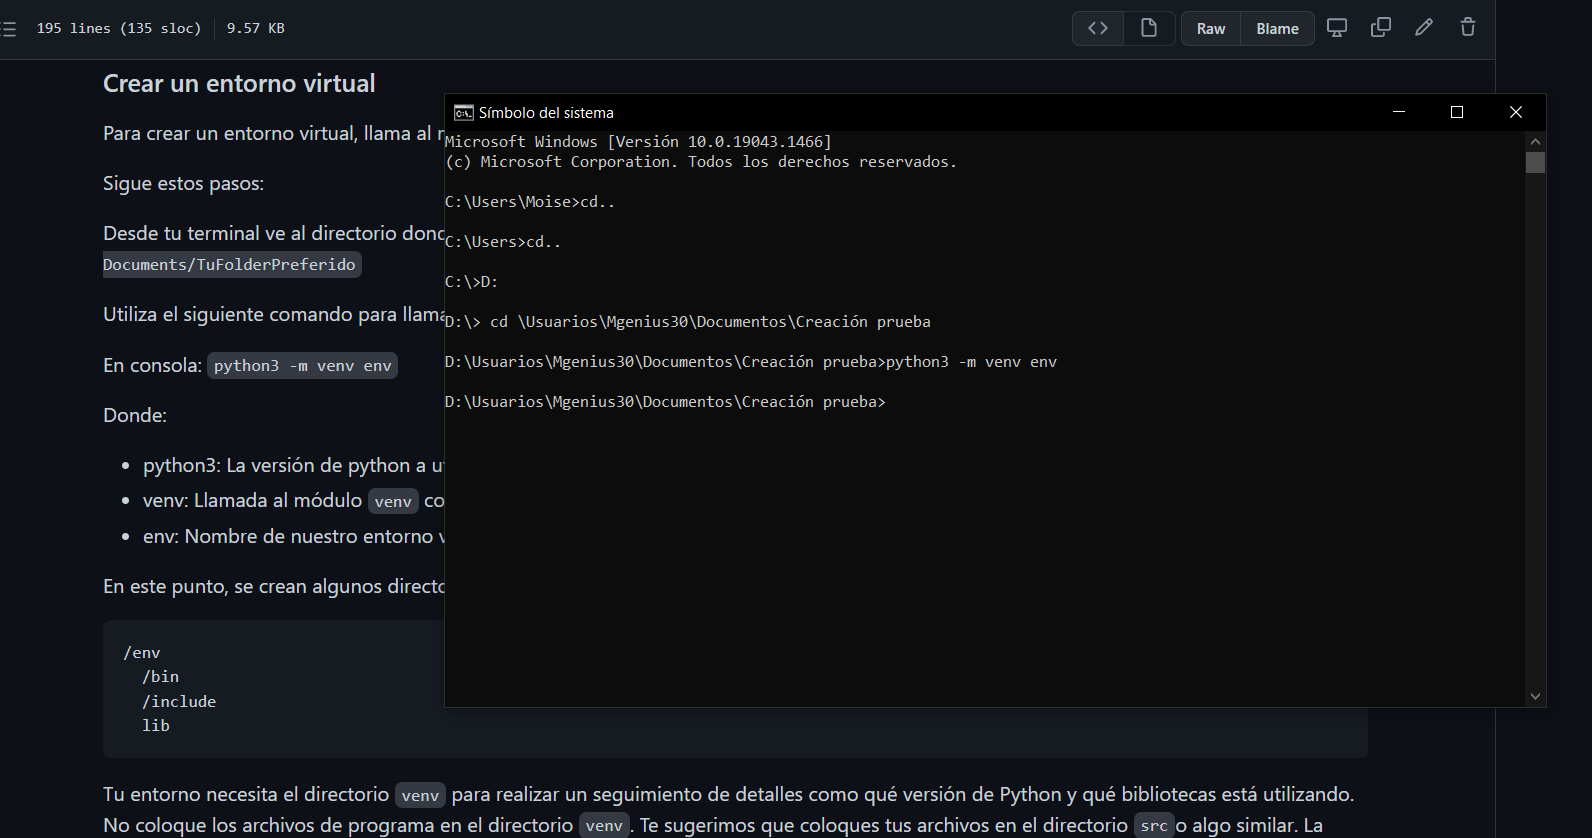 195 lines (135 sloc) 9.57 KB
Raw Blame
Crear un entorno virtual
Para crear un entorno virtual, llama al
Sigue estos pasos:
Desde tu terminal ve al directorio
Documents/TuFolderPreferido
Utiliza el siguiente comando para
En consola: python3 -m venv env
Donde:
python3: La versión de python a
venv: Llamada al módulo venv
env: Nombre de nuestro entorno
En este punto, se crean algunos
/env
/bin
/include
lib
Tu entorno necesita el directorio venv para realizar un seguimiento de detalles como qué versión de Python y qué bibliotecas está utilizando.
No coloque los archivos de programa en el directorio venv. Te sugerimos que coloques tus archivos en el directorio src o algo similar. La
Símbolo del sistema
Microsoft Windows [Versión 10.0.19043.1466]
(c) Microsoft Corporation. Todos los derechos reservados.
C:\Users\Moise>cd..
C:\Users>cd..
C:\>D:
D:\> cd \Usuarios\Mgenius30\Documentos\Creación prueba
D:\Usuarios\Mgenius30\Documentos\Creación prueba>python3 -m venv env
D:\Usuarios\Mgenius30\Documentos\Creación prueba>